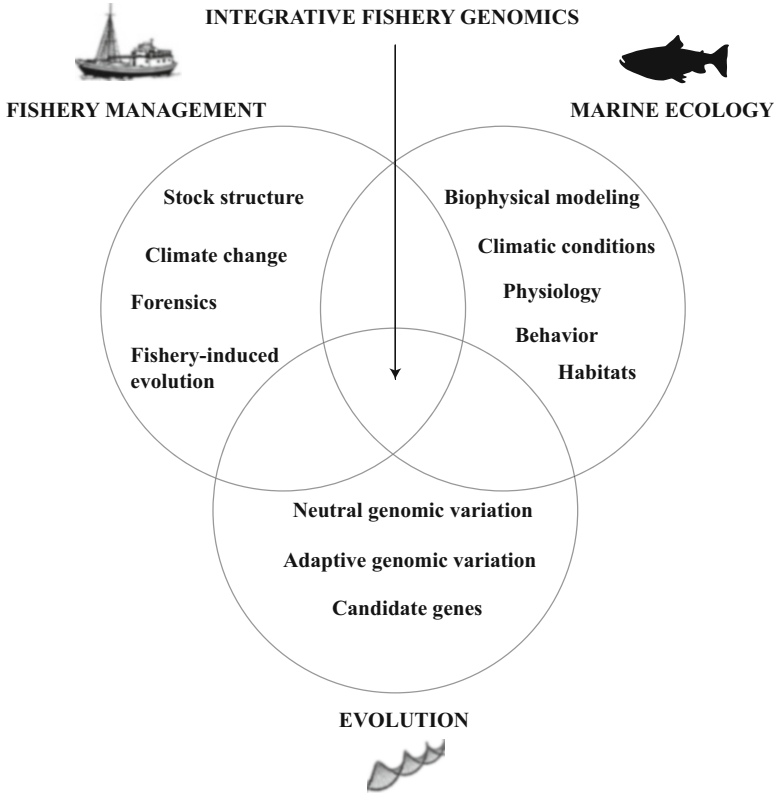 INTEGRATIVE FISHERY GENOMICS
FISHERY MANAGEMENT
MARINE ECOLOGY
Stock structure
Climate change
Forensics
Fishery-induced
evolution
Biophysical modeling
Climatic conditions
Physiology
Behavior
Habitats
Neutral genomic variation
Adaptive genomic variation
Candidate genes
EVOLUTION